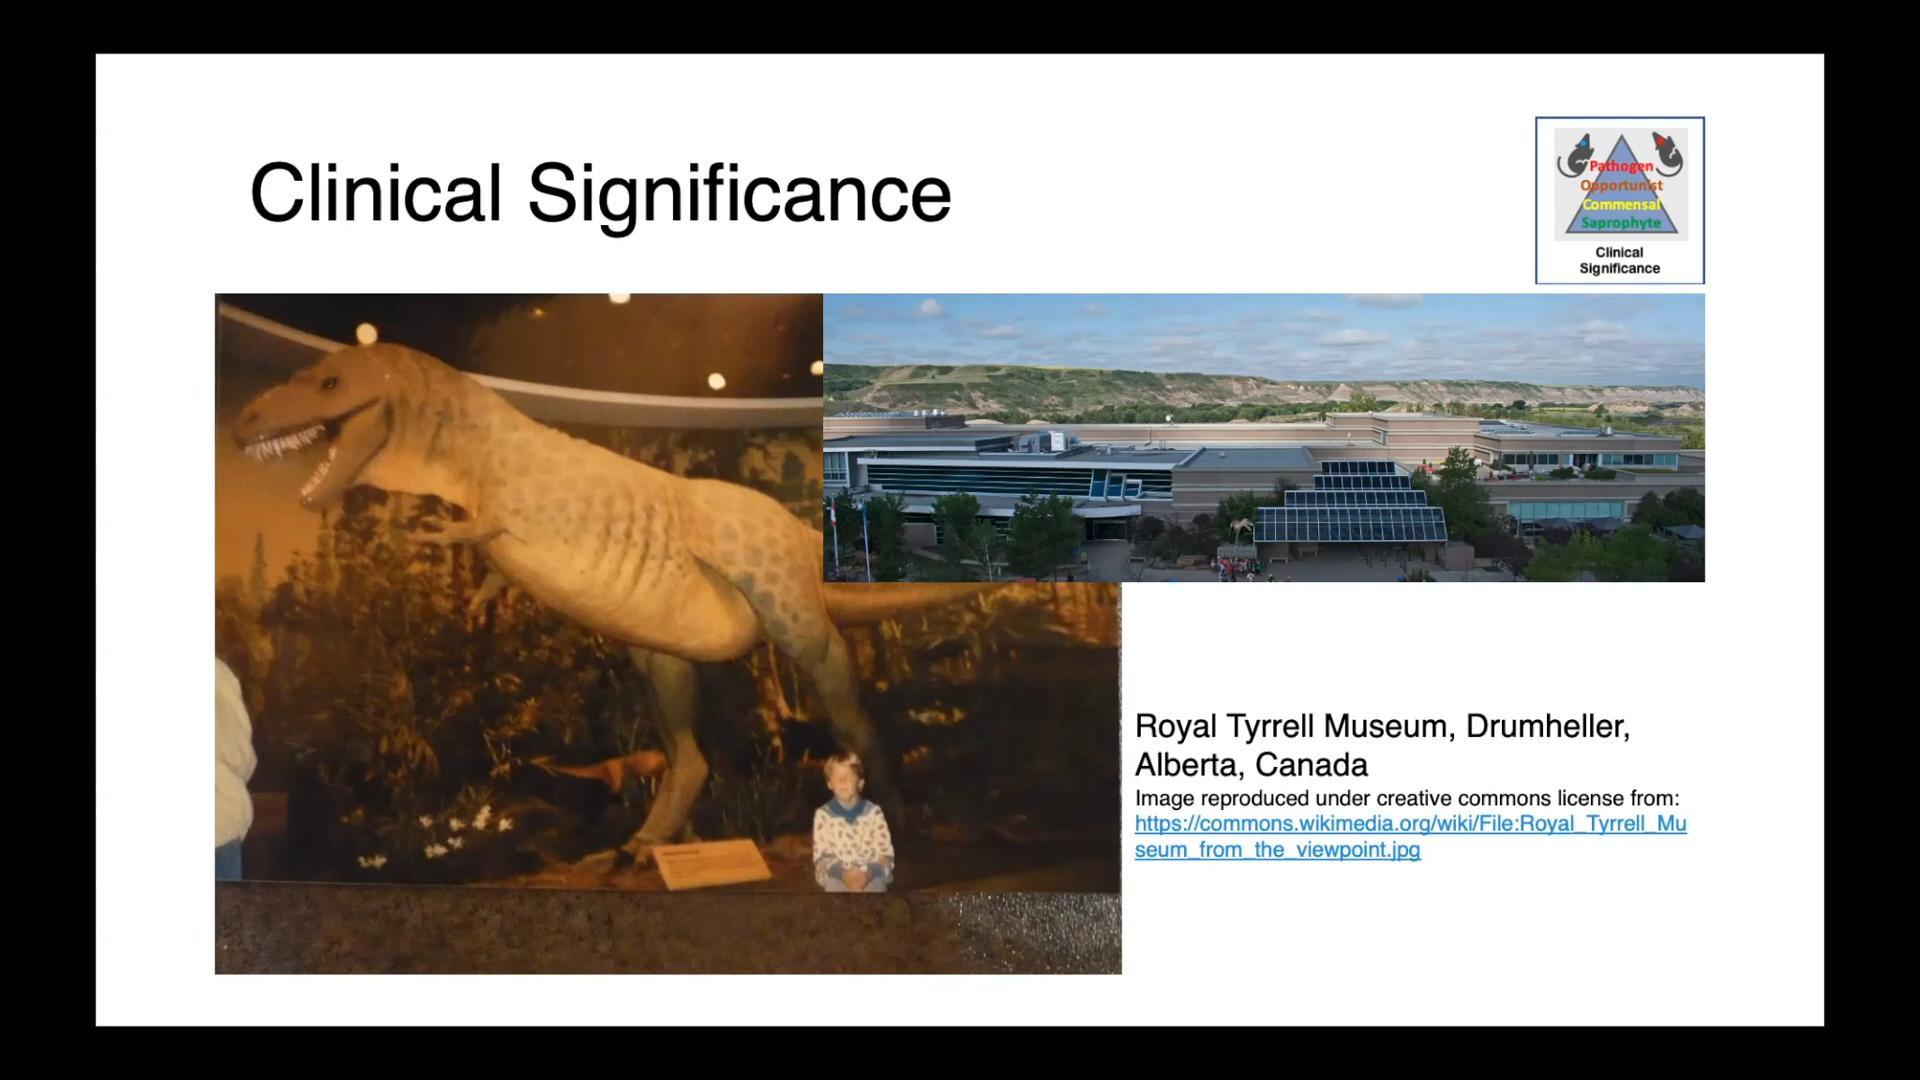 Clinical Significance
Pathogen
Opportunist
Commensal
Saprophyte
Clinical
Significance
Royal Tyrrell Museum, Drumheller,
Alberta, Canada
Image reproduced under creative commons license from:
https://commons.wikimedia.org/wiki/File:Royal_Tyrrell_Mu
seum_from_the_viewpoint.jpg